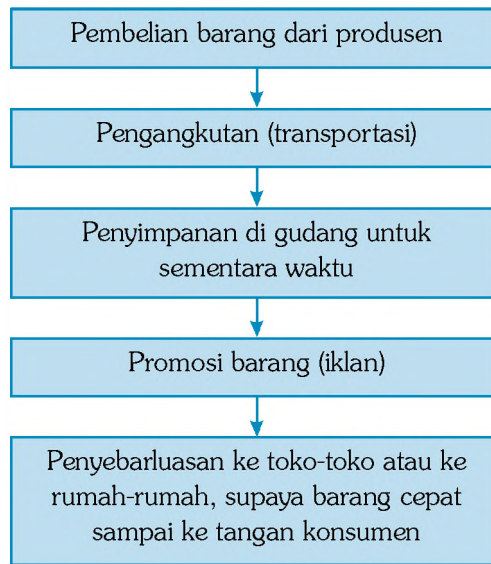 Pembelian barang dari produsen
Pengangkutan (transportasi)
Penyimpanan di gudang untuk
sementara waktu
Promosi barang (iklan)
Penyebarluasan ke toko-toko atau ke
rumah-rumah, supaya barang cepat
sampai ke tangan konsumen